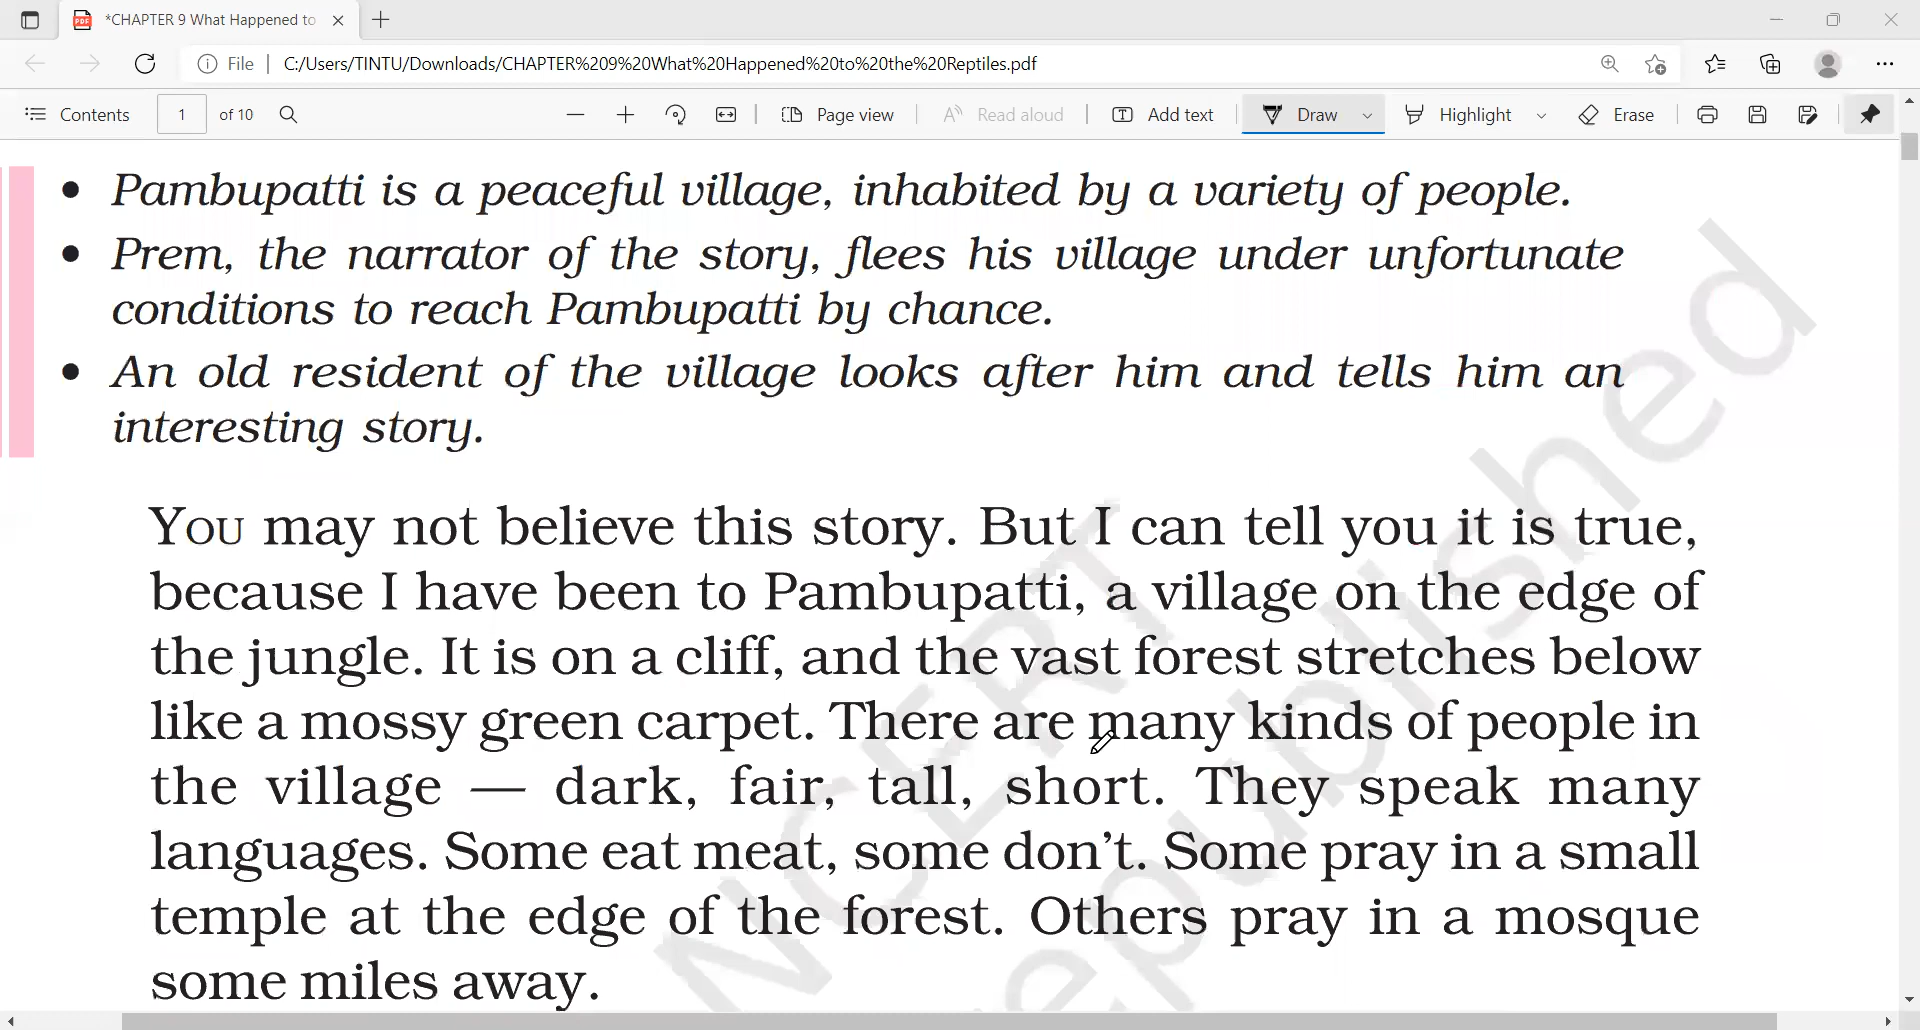 *CHAPTER 9 What Happened to
File | C:/Users/TINTU/Downloads/CHAPTER%209%20What%20Happened%20to%20the%20Reptiles.pdf
Contents 1 of 10 Page view Read aloud Add text Draw Highlight Erase
• Pambupatti is a peaceful village, inhabited by a variety of people.
• Prem, the narrator of the story, flees his village under unfortunate
conditions to reach Pambupatti by chance.
• An old resident of the village looks after him and tells him an
interesting story.
YOU may not believe this story. But I can tell you it is true,
because I have been to Pambupatti, a village on the edge of
the jungle. It is on a cliff, and the vast forest stretches below
like a mossy green carpet. There are many kinds of people in
the village — dark, fair, tall, short. They speak many
languages. Some eat meat, some don’t. Some pray in a small
temple at the edge of the forest. Others pray in a mosque
some miles away.
NCERT
republished